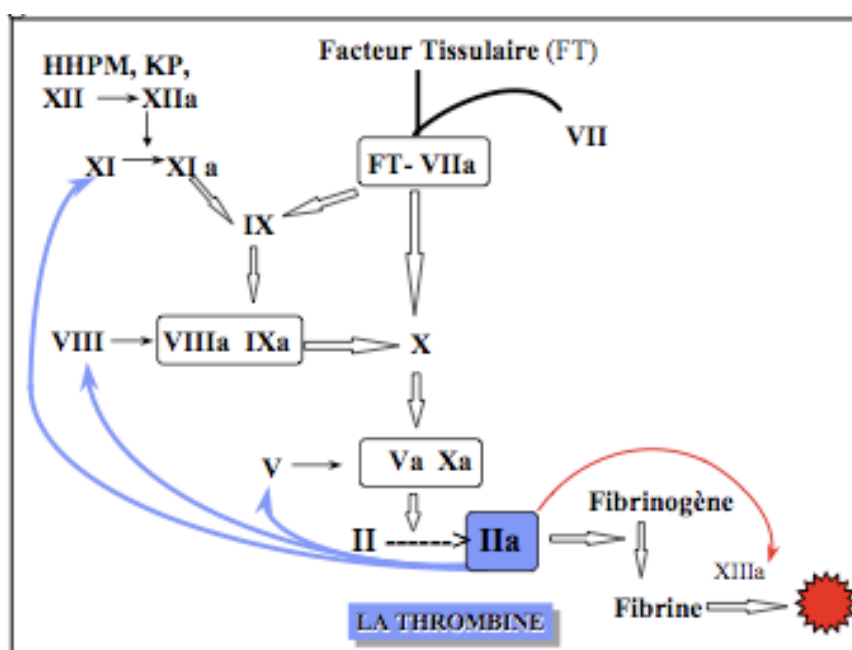 Facteur Tissulaire (FT)
HHPM, KP,
XII XIIa
VII
XI XI a
FT- VIIa
IX
VIII
VIIIa IXa
X
V
Va Xa
II ------> IIa
Fibrinogène
XIIIa
Fibrine
LA THROMBINE